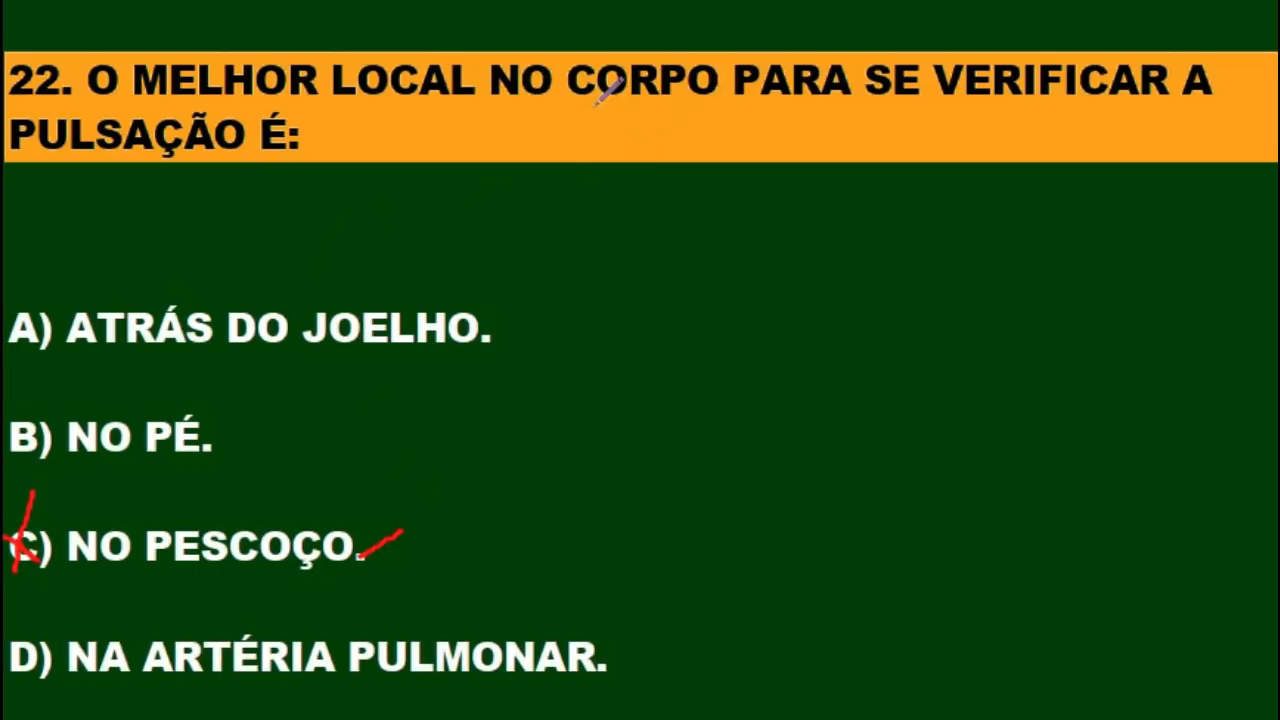 22. O MELHOR LOCAL NO CORPO PARA SE VERIFICAR A
PULSAÇÃO É:
A) ATRÁS DO JOELHO.
B) NO PÉ.
C) NO PESCOÇO.
D) NA ARTÉRIA PULMONAR.